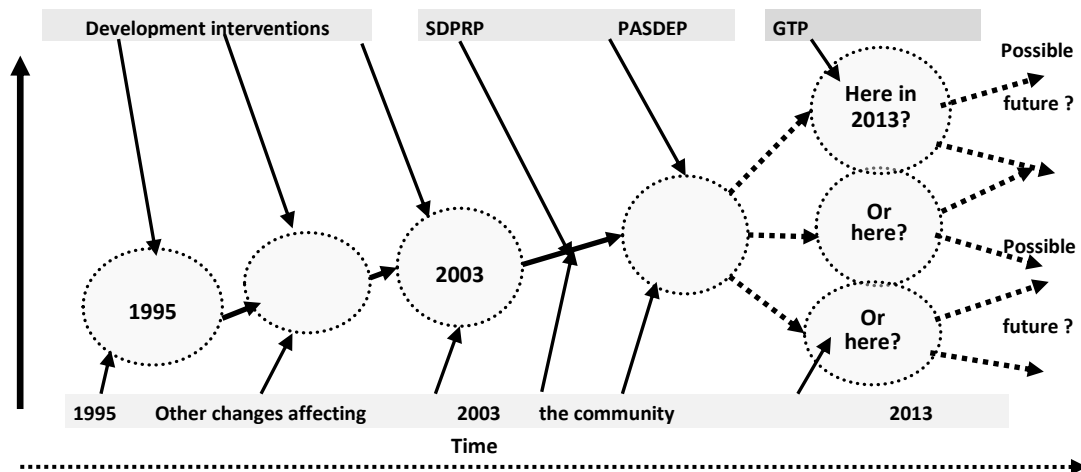 Development interventions SDPRP PASDEP GTP
Possible
future ?
Here in
2013?
Or
here?
Possible
2003
1995
Or
here?
future ?
1995 Other changes affecting 2003 the community 2013
Time